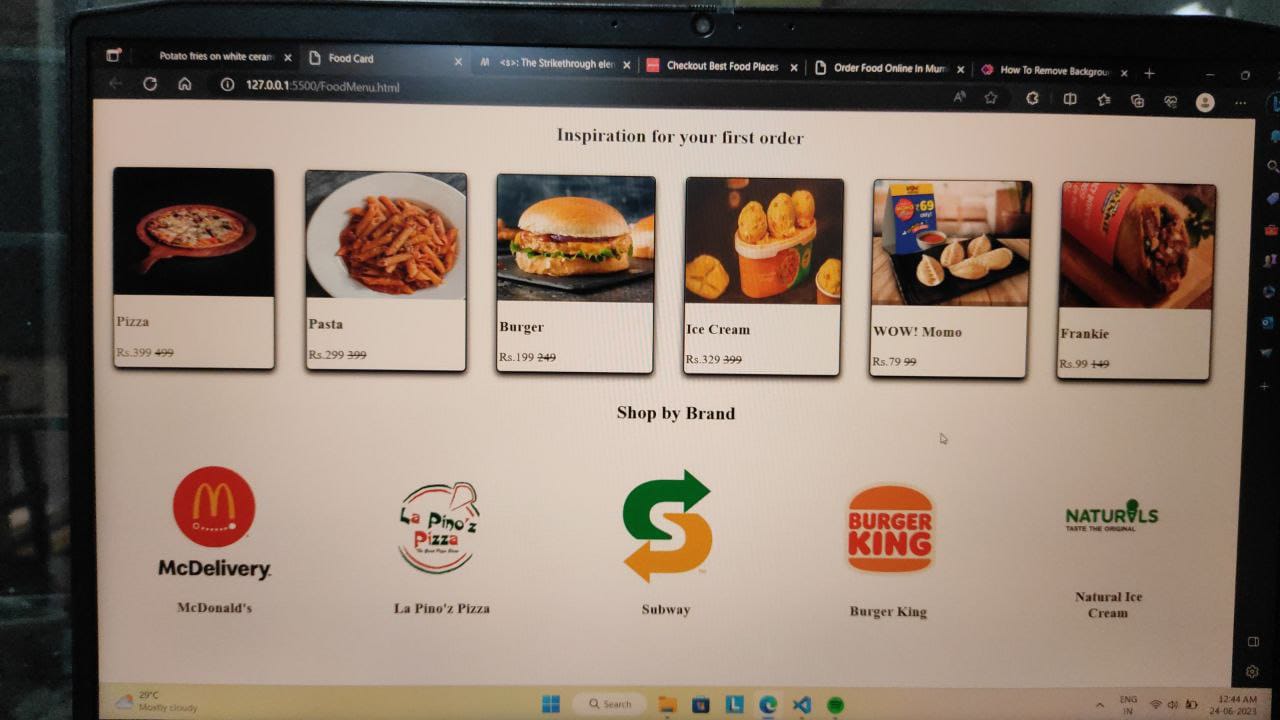 Potato fries on white ceram
Food Card
<s>: The Strikethrough elen
Checkout Best Food Places
Order Food Online In Mum
How To Remove Backgrou
127.0.0.1:5500/FoodMenu.html
Inspiration for your first order
₹69
Pizza
Pasta
Burger
Ice Cream
WOW! Momo
Frankie
Rs.399 499
Rs.299 399
Rs.199 249
Rs.329 399
Rs.79 99
Rs.99 149
Shop by Brand
McDelivery
La Pino'z
Pizza
BURGER
KING
NATURALS
TASTE THE ORIGINAL
McDonald's
La Pino'z Pizza
Subway
Burger King
Natural Ice
Cream
29°C
Mostly cloudy
Search
ENG
IN
12:44 AM
24-06-2023